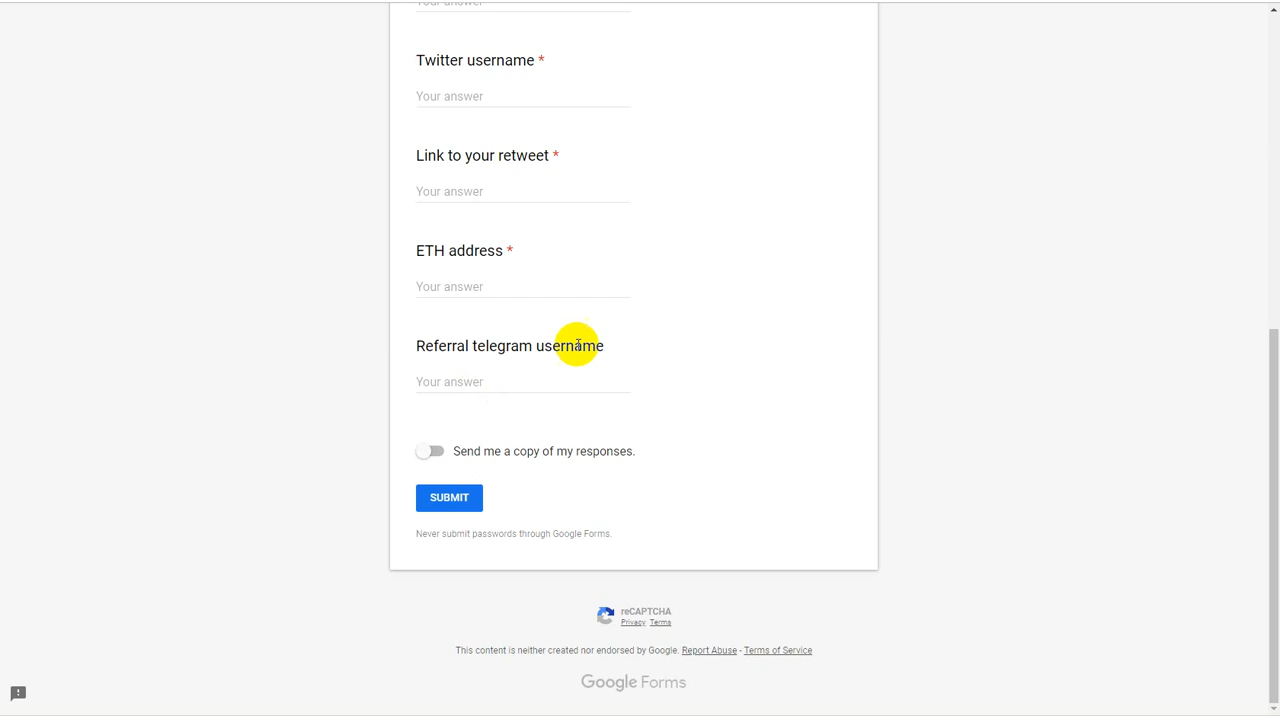 Your answer
Twitter username *
Your answer
Link to your retweet *
Your answer
ETH address *
Your answer
Referral telegram username
Your answer
Send me a copy of my responses.
SUBMIT
Never submit passwords through Google Forms.
reCAPTCHA
Privacy Terms
This content is neither created nor endorsed by Google. Report Abuse - Terms of Service
Google Forms